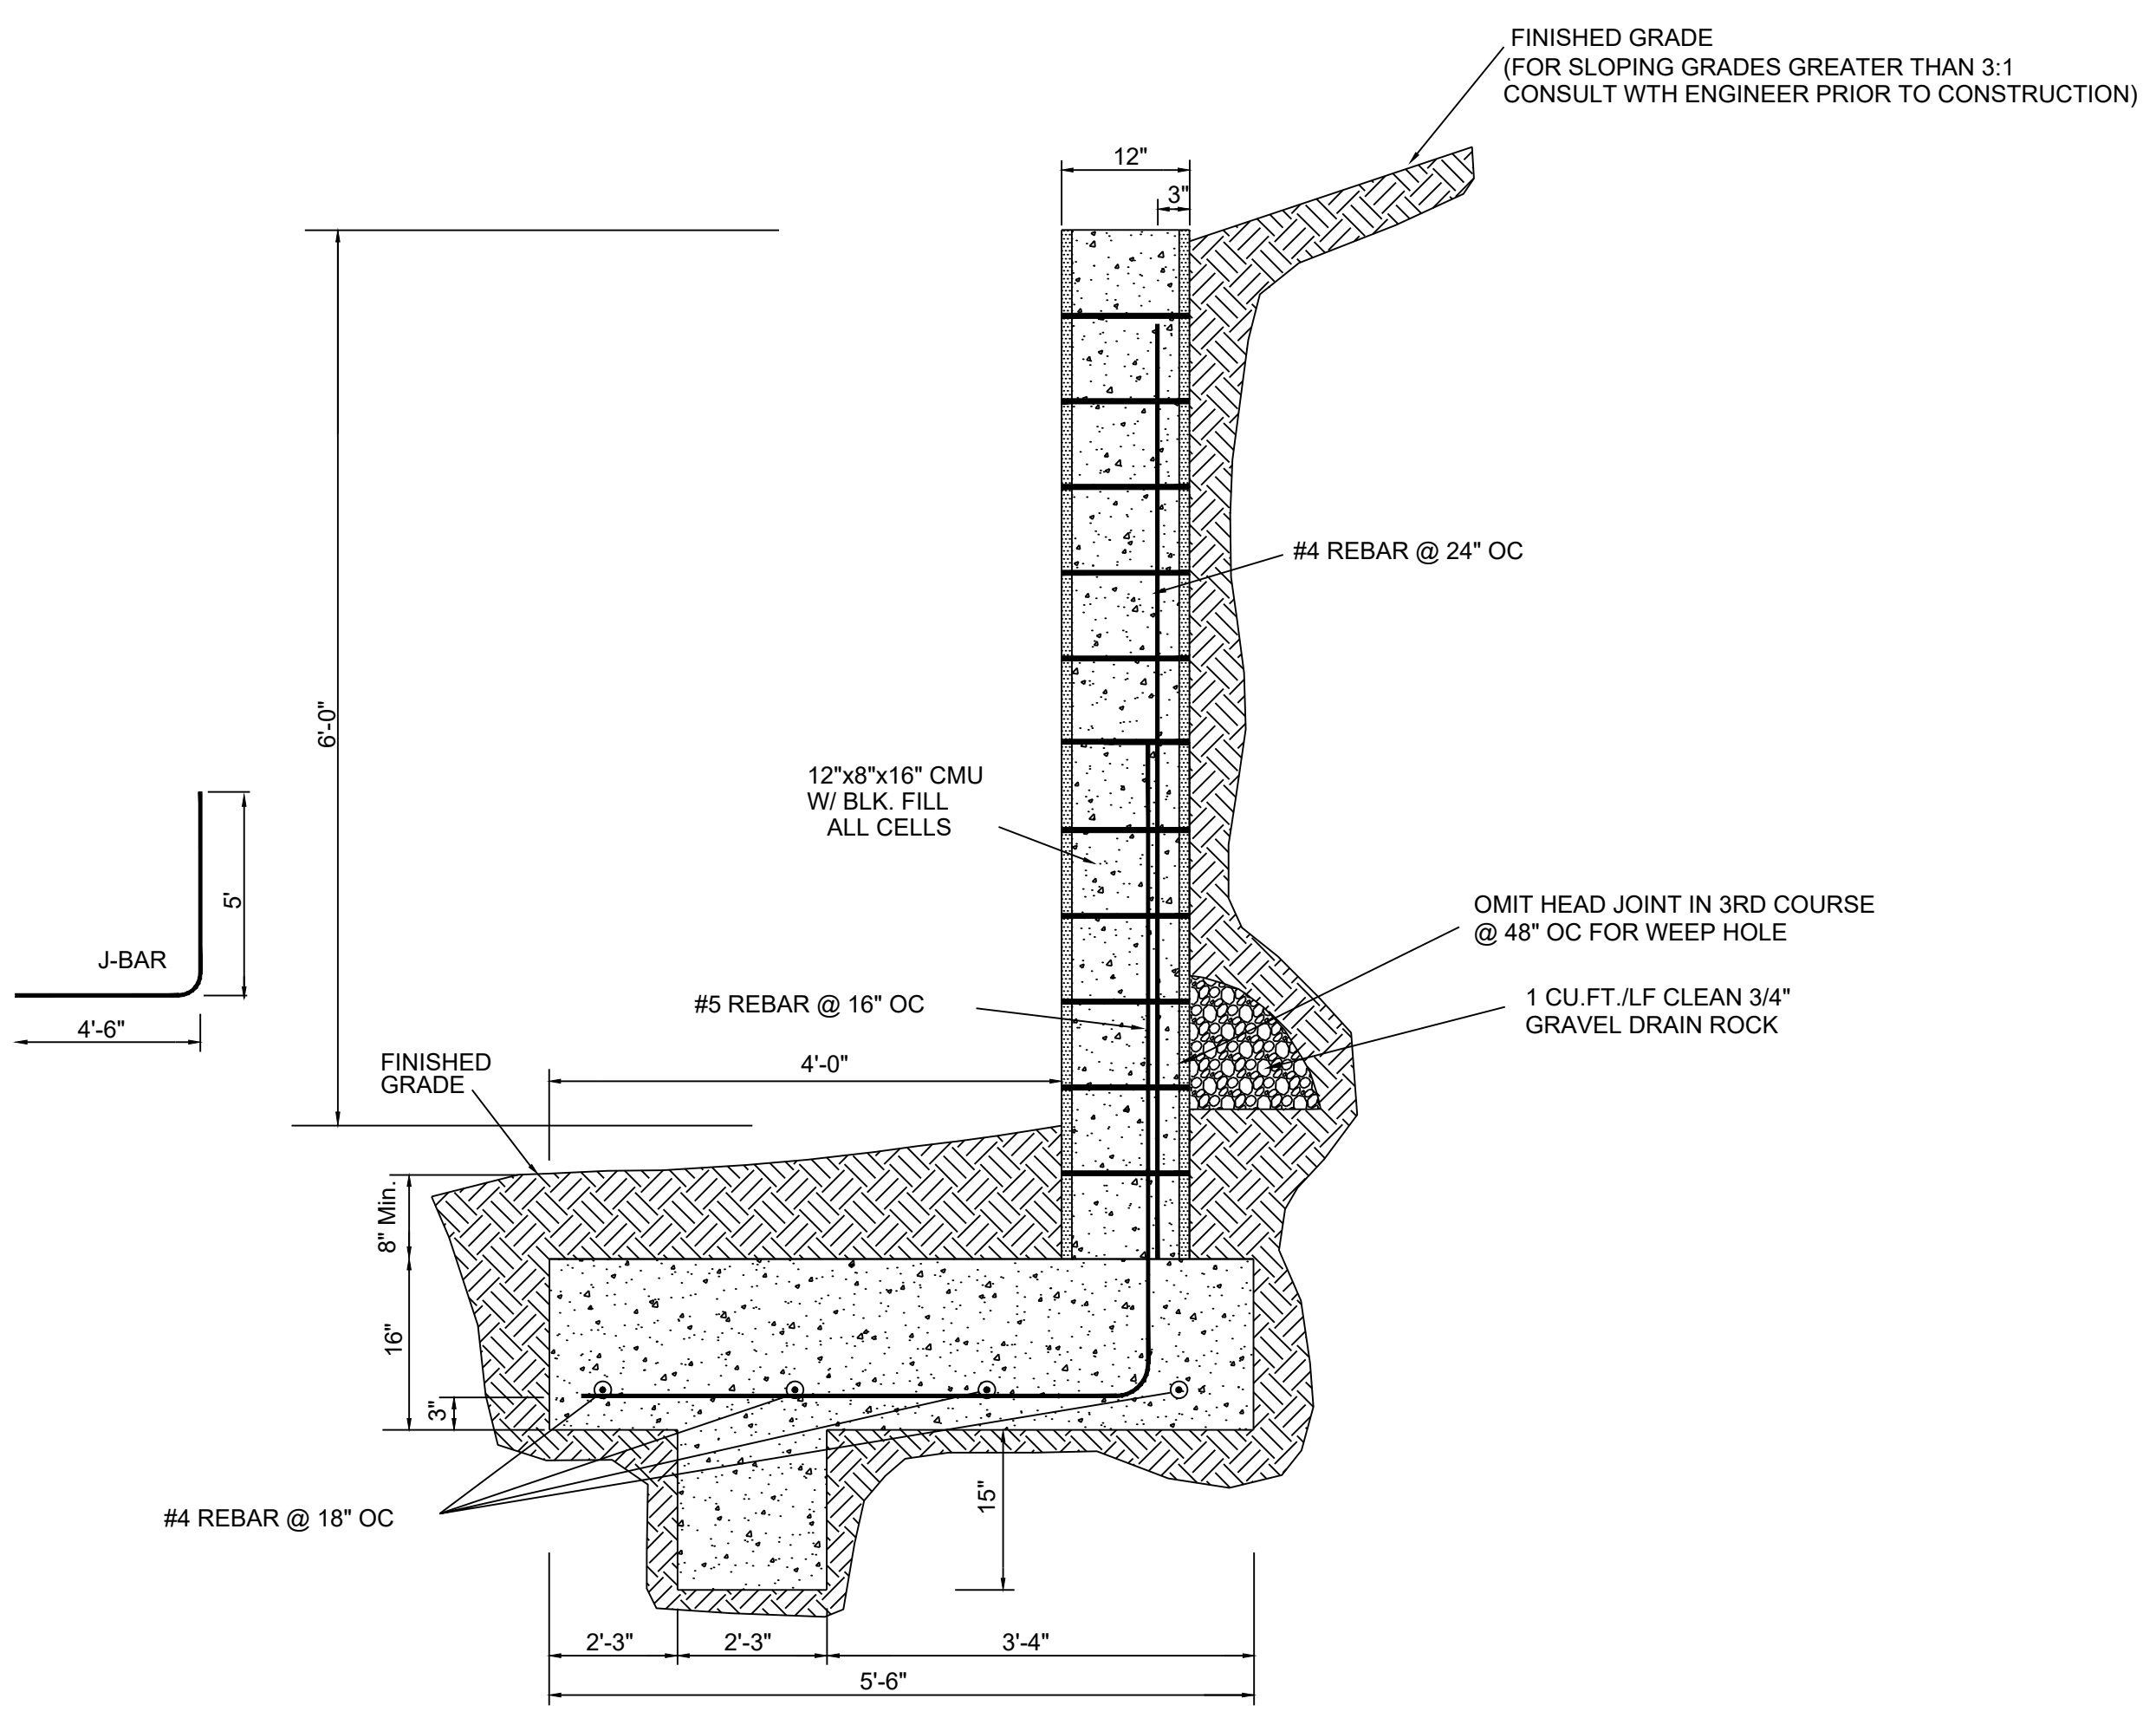 FINISHED GRADE
(FOR SLOPING GRADES GREATER THAN 3:1
CONSULT WTH ENGINEER PRIOR TO CONSTRUCTION)
12"
3"
#4 REBAR @ 24" OC
6'-0"
12"x8"x16" CMU
W/ BLK. FILL
ALL CELLS
5'
J-BAR
4'-6"
OMIT HEAD JOINT IN 3RD COURSE
@ 48" OC FOR WEEP HOLE
#5 REBAR @ 16" OC
1 CU.FT./LF CLEAN 3/4"
GRAVEL DRAIN ROCK
FINISHED
GRADE
4'-0"
8" Min.
16"
3"
#4 REBAR @ 18" OC
15"
2'-3"
2'-3"
3'-4"
5'-6"